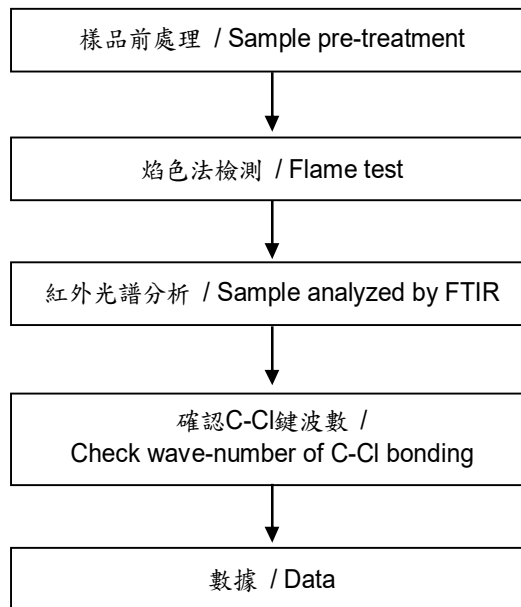 樣品前處理 / Sample pre-treatment
焰色法檢測 / Flame test
紅外光譜分析 / Sample analyzed by FTIR
確認C-Cl鍵波數 /
Check wave-number of C-Cl bonding
數據 / Data